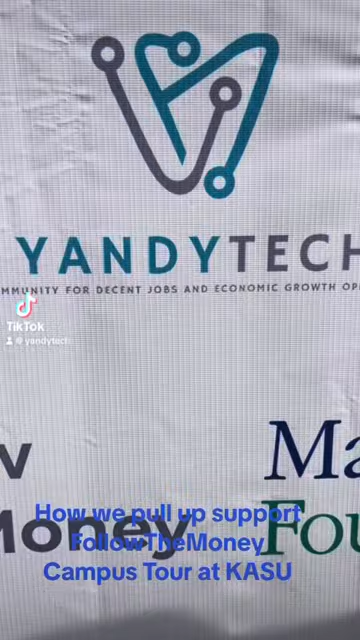 YANDYTECH
MMUNITY FOR DECENT JOBS AND ECONOMIC GROWTH OP
TikTok
@yandytech
Ma
Money
Fou
How we pull up support
FollowTheMoney
Campus Tour at KASU